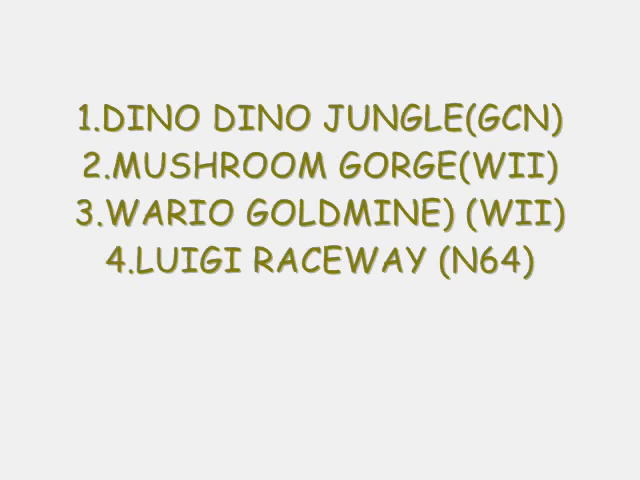 1.DINO DINO JUNGLE(GCN)
2.MUSHROOM GORGE(WII)
3.WARIO GOLDMINE) (WII)
4.LUIGI RACEWAY (N64)